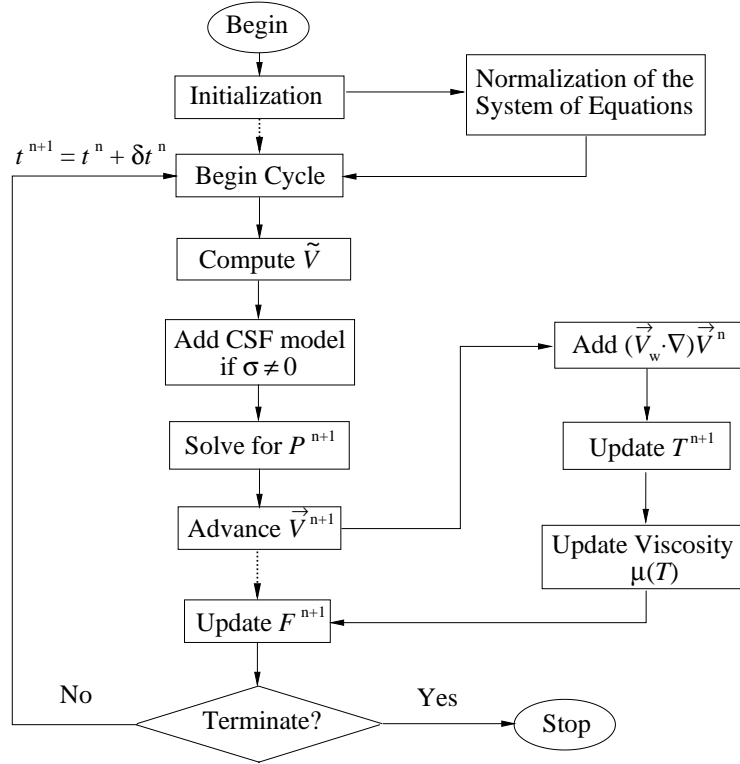 Begin
Initialization
Normalization of the
System of Equations
t^{n+1} = t^n + δt^n
Begin Cycle
Compute Ṽ
Add CSF model
if σ ≠ 0
Add (V⃗_w·∇)V⃗^n
Solve for P^{n+1}
Update T^{n+1}
Advance V⃗^{n+1}
Update Viscosity
μ(T)
Update F^{n+1}
No
Terminate?
Yes
Stop